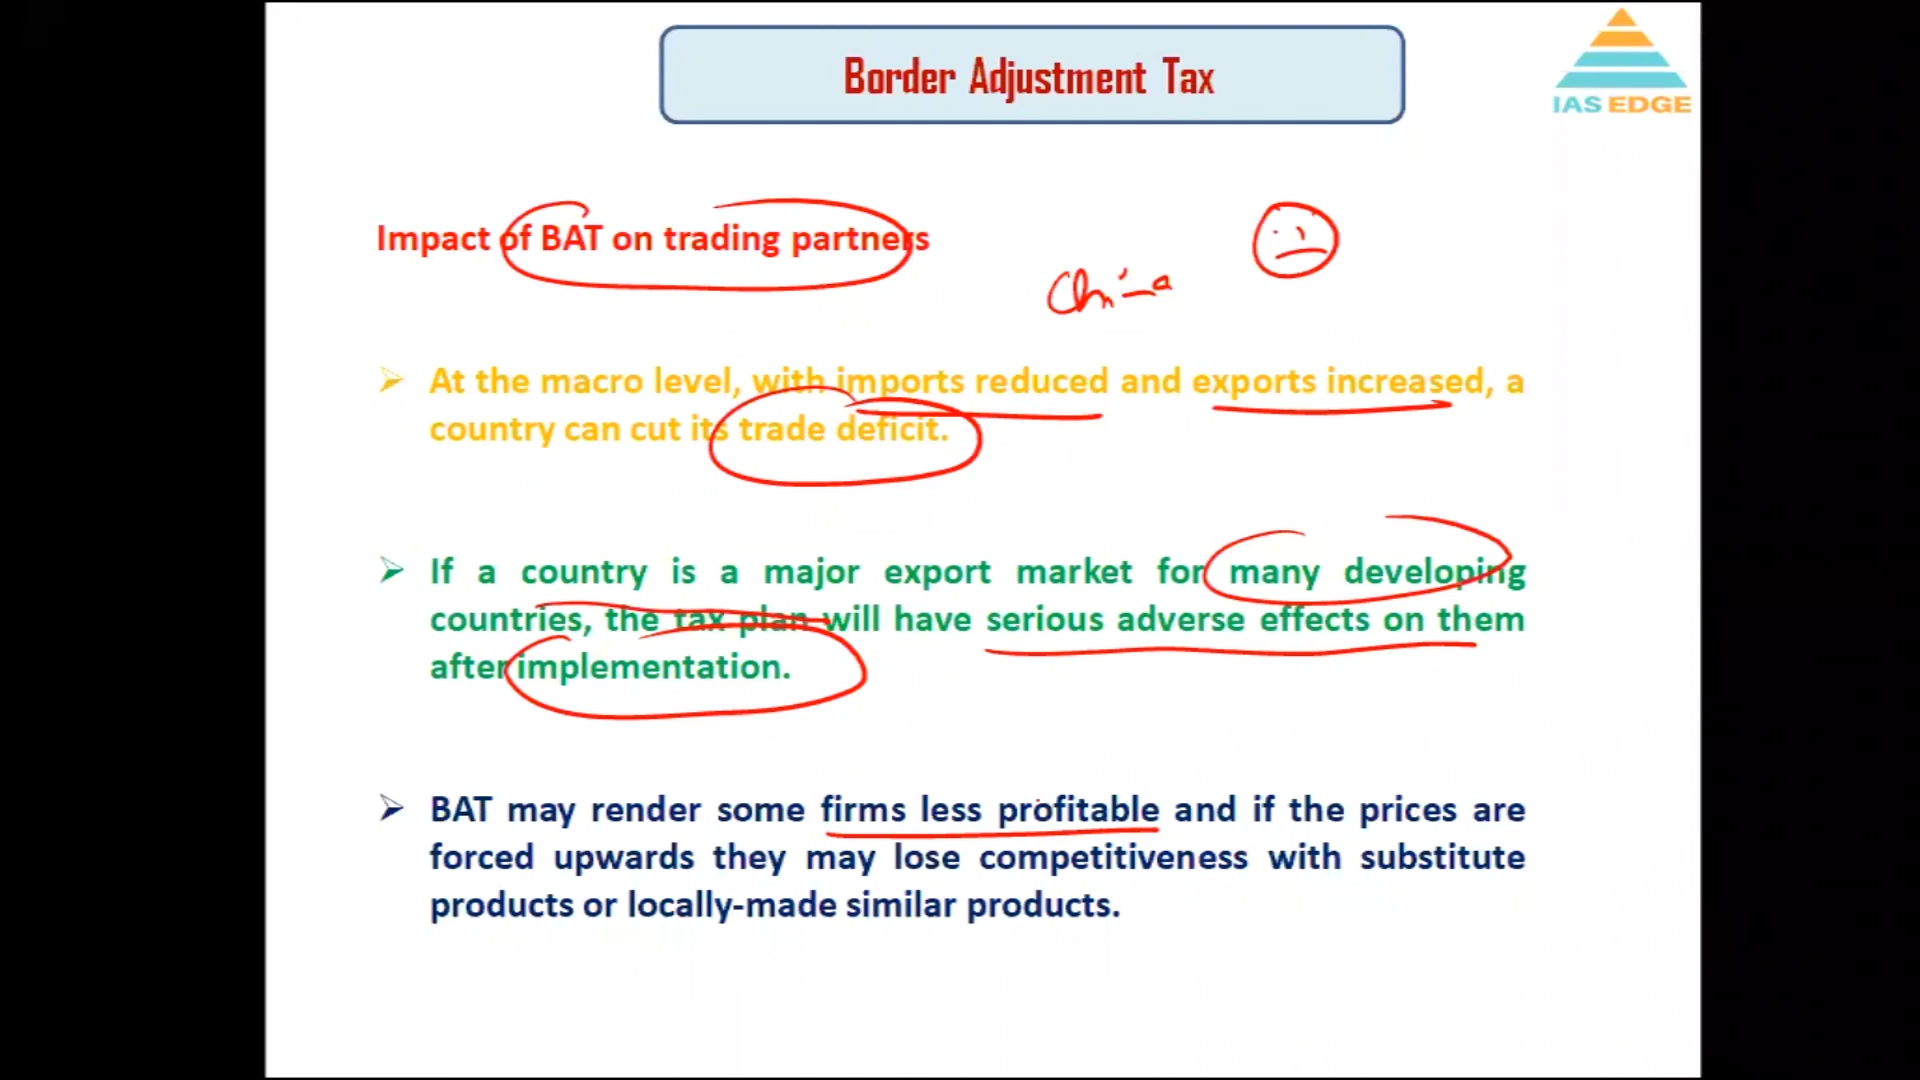 Border Adjustment Tax
IAS EDGE
Impact of BAT on trading partners
China
At the macro level, with imports reduced and exports increased, a
country can cut its trade deficit.
If a country is a major export market for many developing
countries, the tax plan will have serious adverse effects on them
after implementation.
BAT may render some firms less profitable and if the prices are
forced upwards they may lose competitiveness with substitute
products or locally-made similar products.